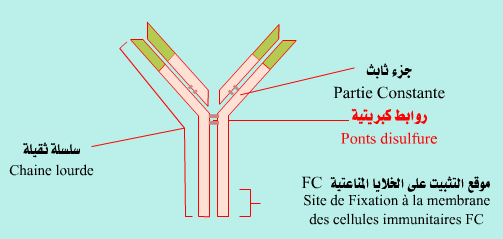 جزء ثابث
Partie Constante
روابط كبريتية
Ponts disulfure
سلسلة ثقيلة
Chaine lourde
موقع التثبيت على الخلايا المناعتية FC
Site de Fixation à la membrane
des cellules immunitaires FC